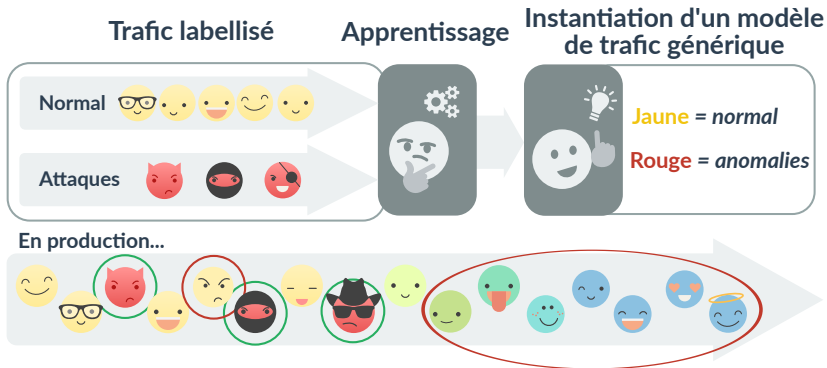 Trafic labellisé
Apprentissage
Instantiation d'un modèle
de trafic générique
Normal
Attaques
Jaune = normal
Rouge = anomalies
En production...